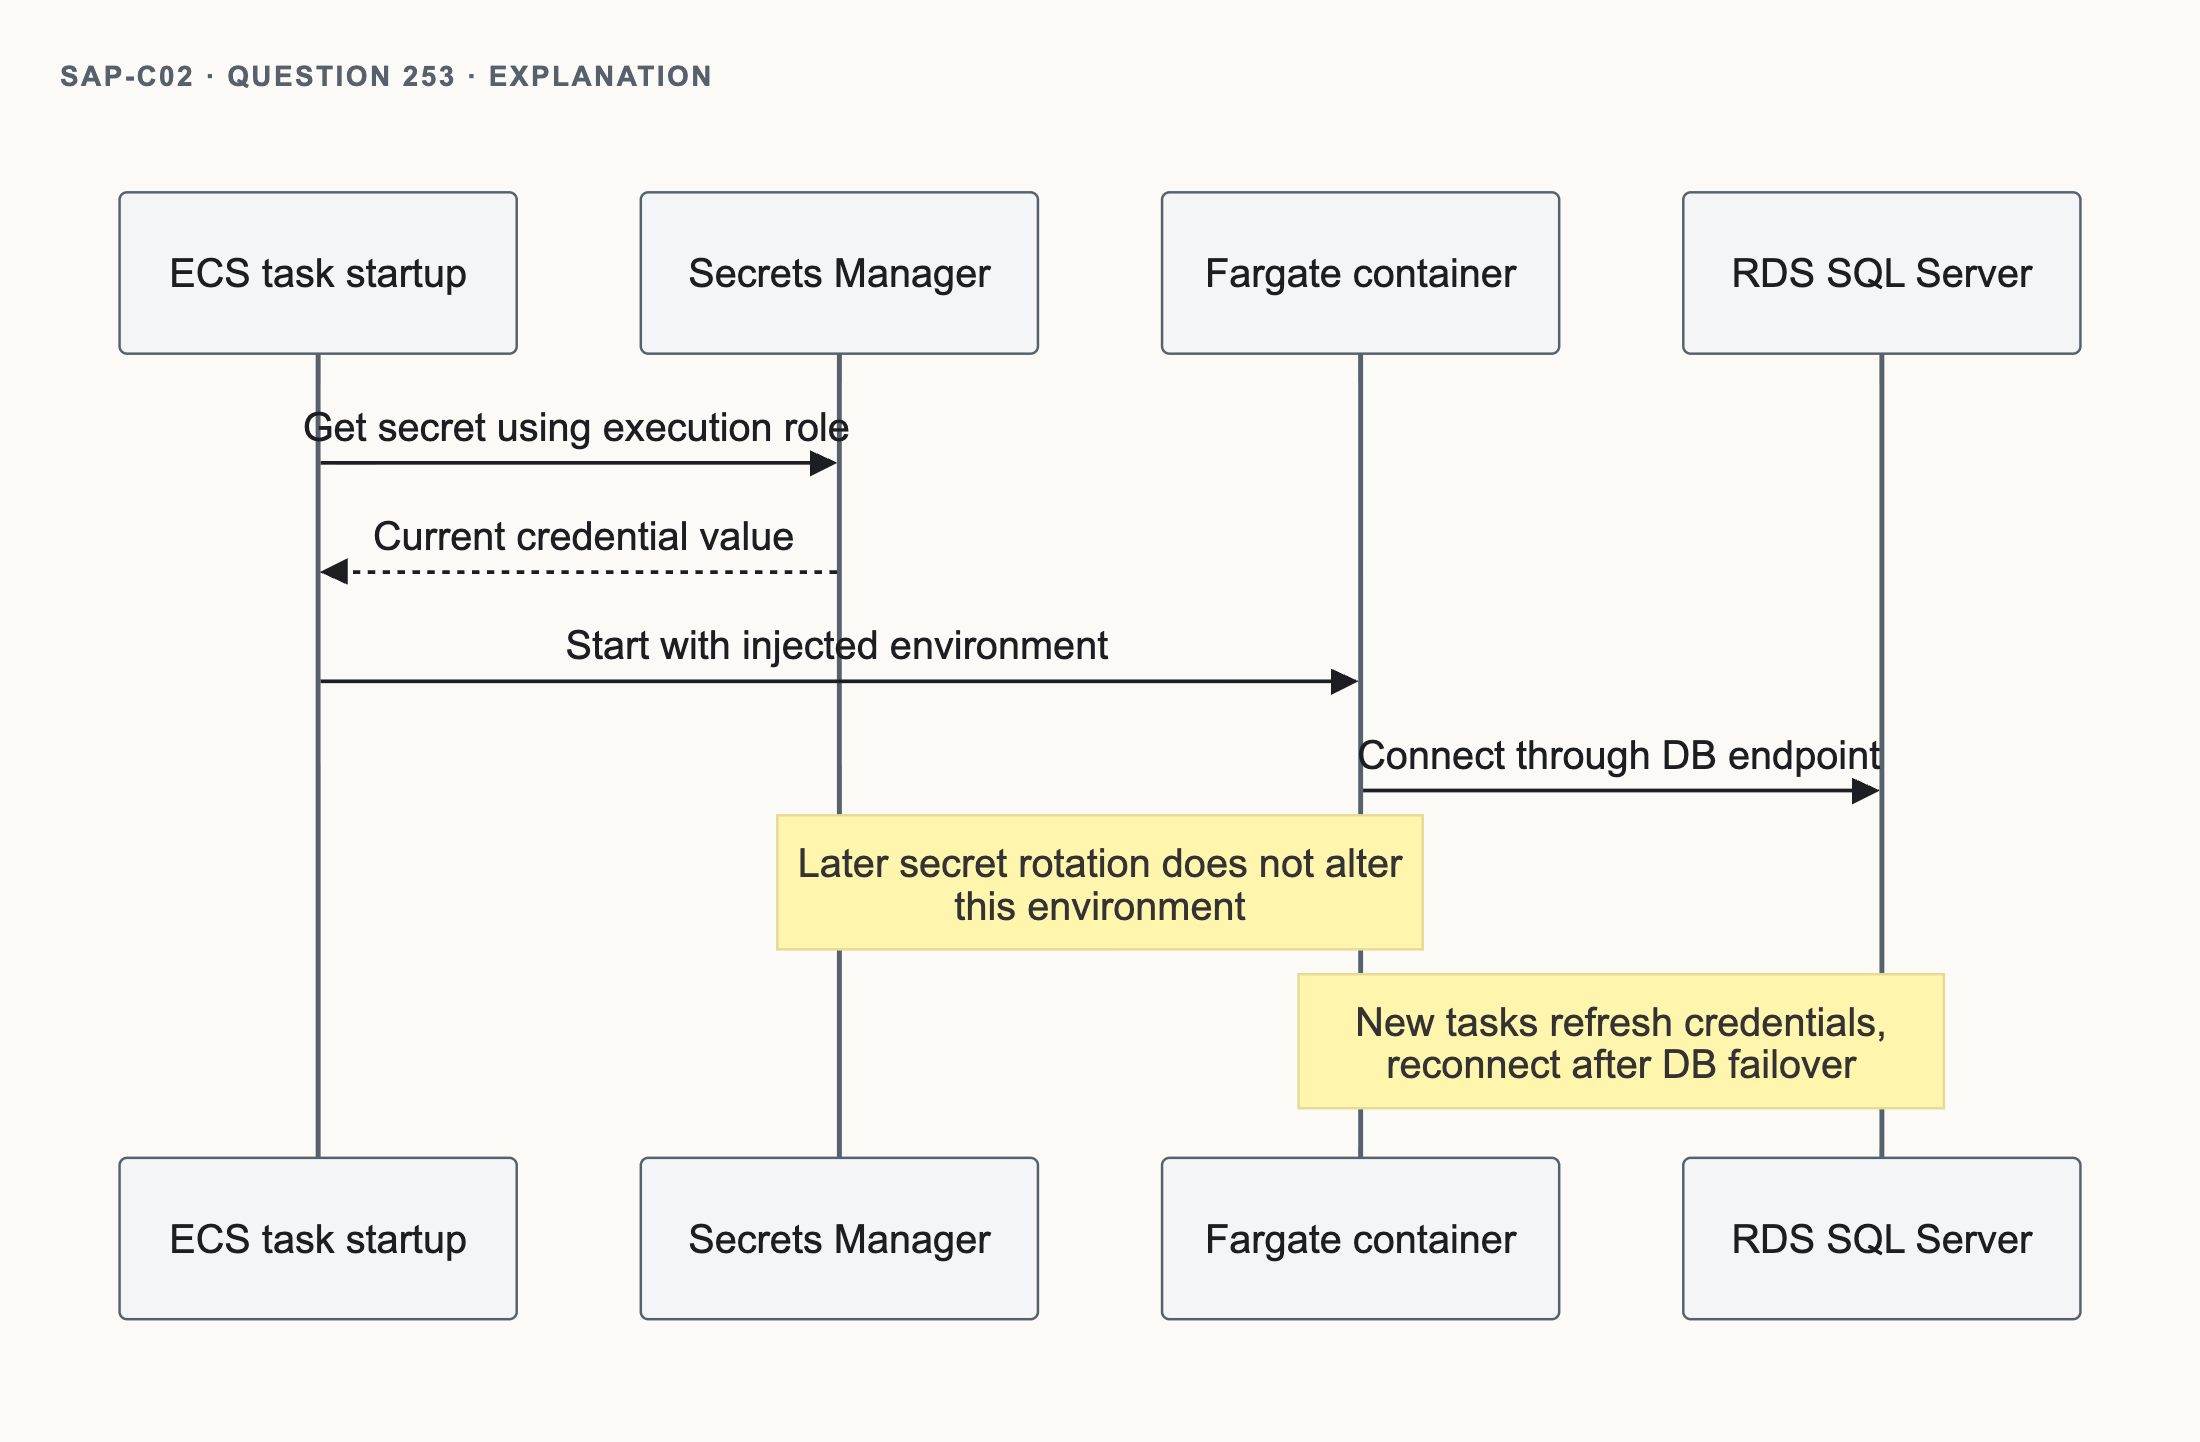 SAP-C02 · QUESTION 253 · EXPLANATION
ECS task startup
Secrets Manager
Fargate container
RDS SQL Server
Get secret using execution role
Current credential value
Start with injected environment
Connect through DB endpoint
Later secret rotation does not alter
this environment
New tasks refresh credentials,
reconnect after DB failover
ECS task startup
Secrets Manager
Fargate container
RDS SQL Server